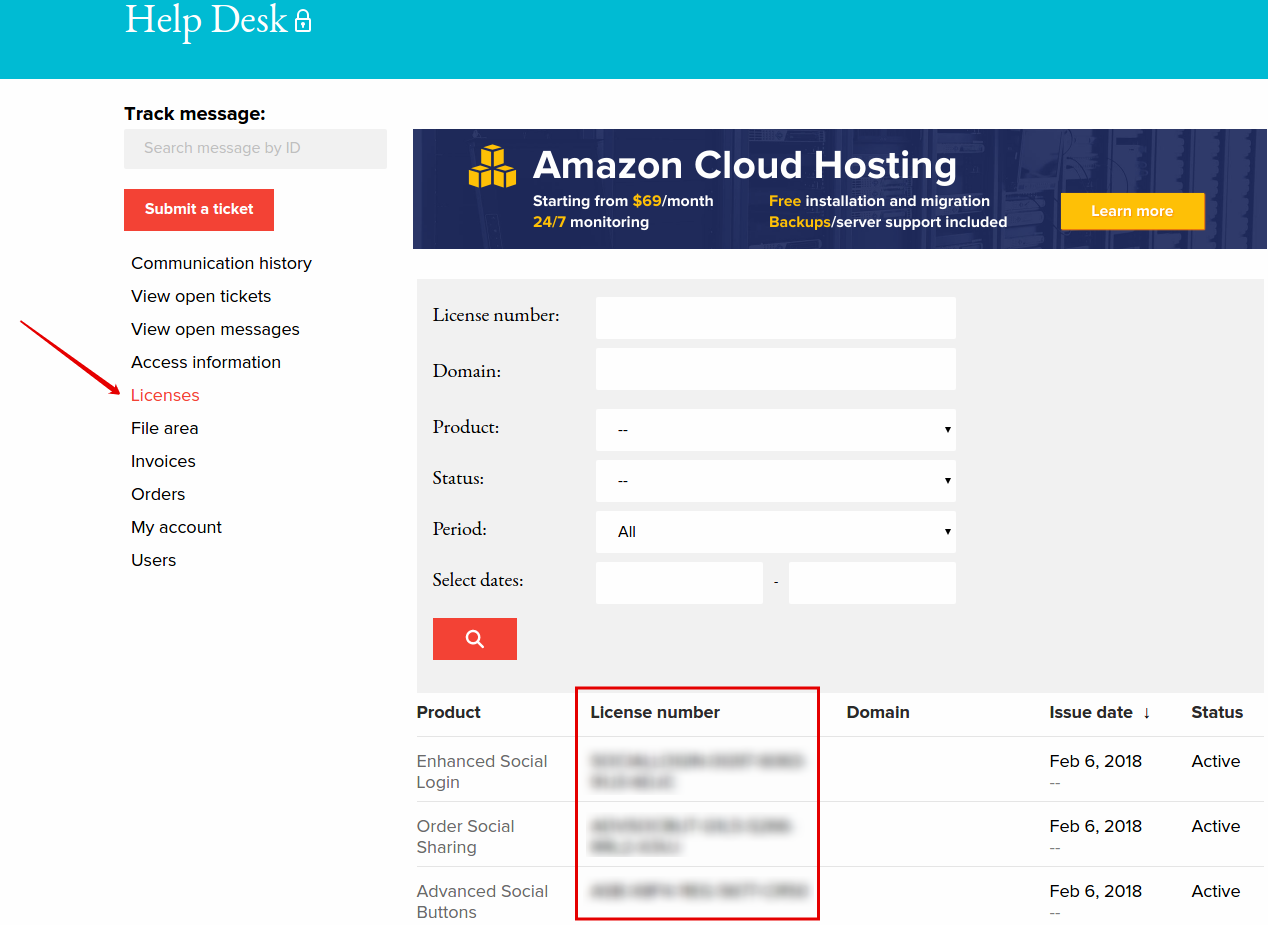 Help Desk
Track message:
Search message by ID
Submit a ticket
Communication history
View open tickets
View open messages
Access information
Licenses
File area
Invoices
Orders
My account
Users
Amazon Cloud Hosting
Starting from $69/month
24/7 monitoring
Free installation and migration
Backups/server support included
Learn more
License number:
Domain:
Product: --
Status: --
Period: All
Select dates: -
Product License number Domain Issue date ↓ Status
Enhanced Social Feb 6, 2018 Active
Login --
Order Social Feb 6, 2018 Active
Sharing --
Advanced Social Feb 6, 2018 Active
Buttons --